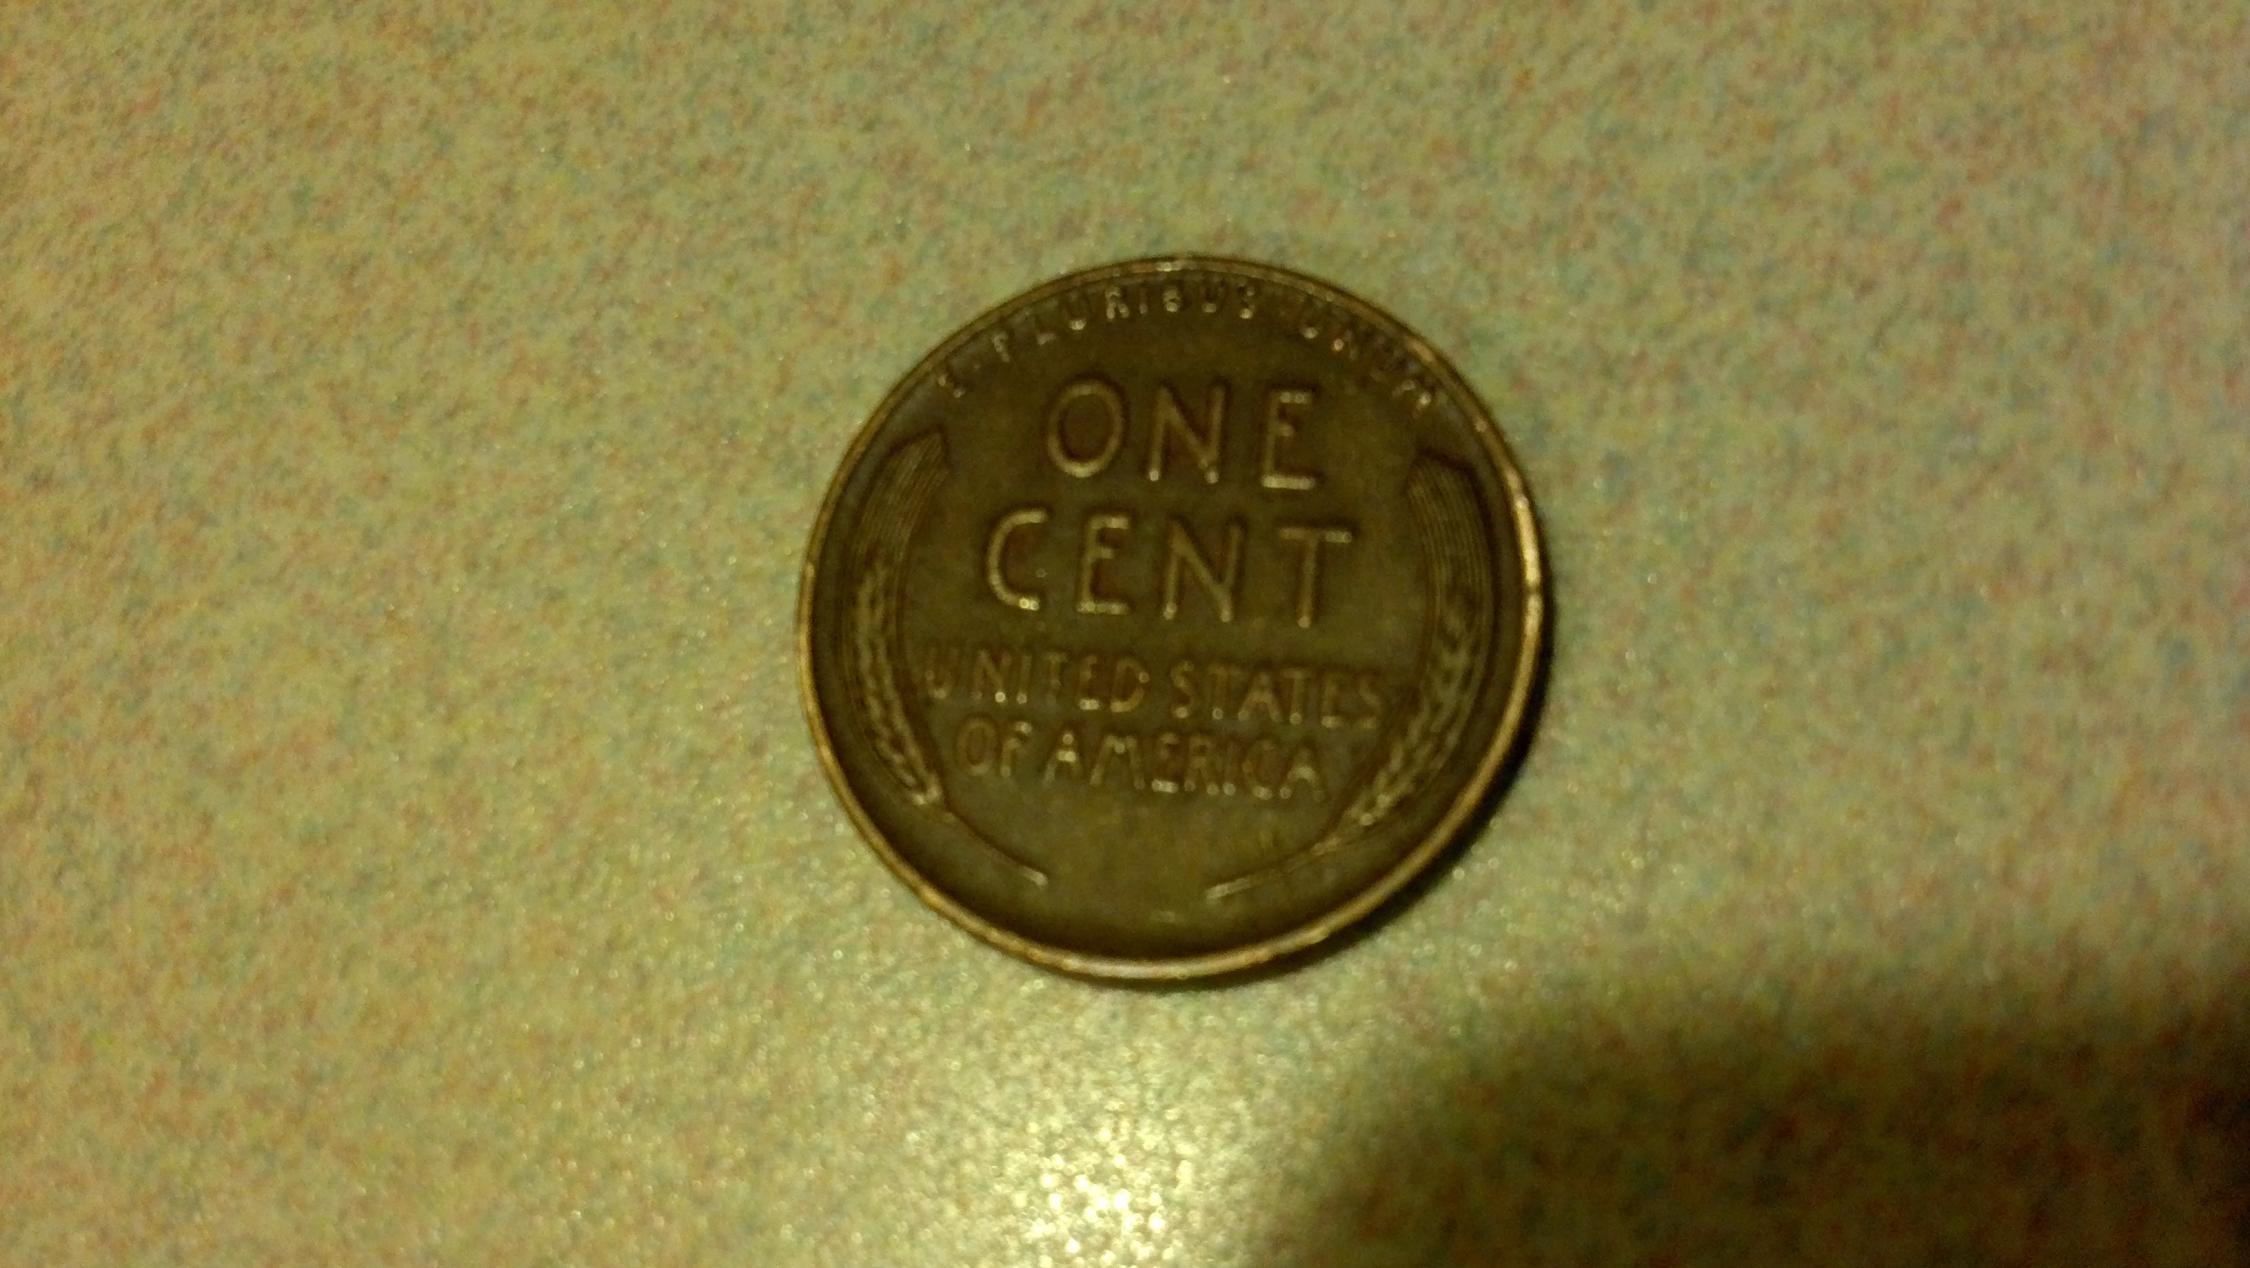 E · PLURIBUS · UNUM
ONE
CENT
UNITED STATES
OF AMERICA